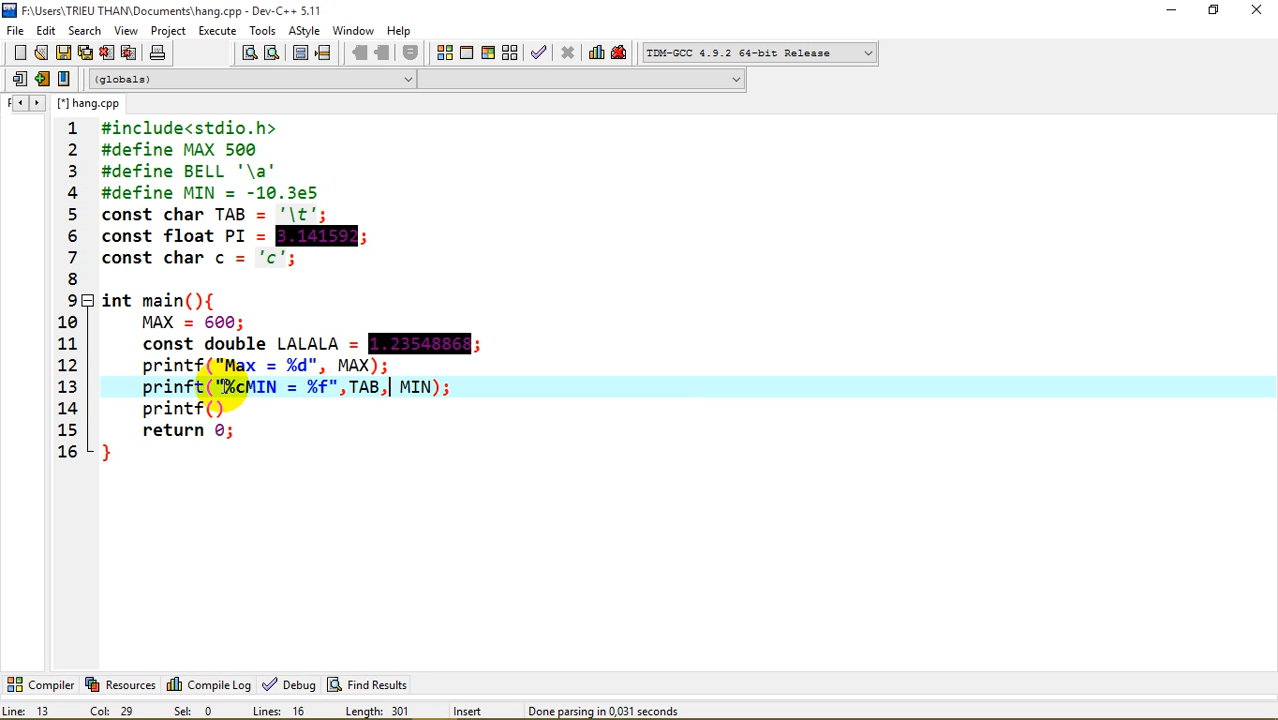 F:\Users\TRIEU THAN\Documents\hang.cpp - Dev-C++ 5.11
File Edit Search View Project Execute Tools AStyle Window Help
TDM-GCC 4.9.2 64-bit Release
(globals)
[*] hang.cpp
1 #include<stdio.h>
2 #define MAX 500
3 #define BELL '\a'
4 #define MIN = -10.3e5
5 const char TAB = '\t';
6 const float PI = 3.141592;
7 const char c = 'c';
8
9 int main(){
10 MAX = 600;
11 const double LALALA = 1.23548868;
12 printf("Max = %d", MAX);
13 prinft("%cMIN = %f",TAB, MIN);
14 printf()
15 return 0;
16 }
Compiler Resources Compile Log Debug Find Results
Line: 13 Col: 29 Sel: 0 Lines: 16 Length: 301 Insert Done parsing in 0,031 seconds